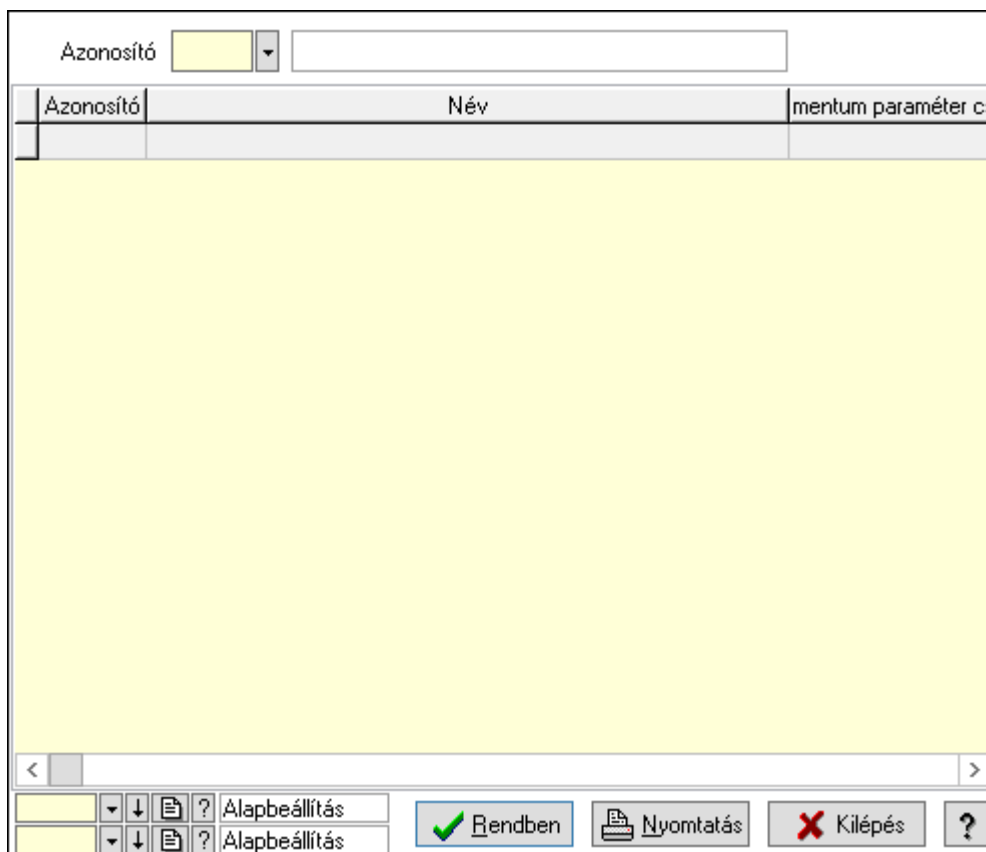 Azonosító
Azonosító Név mentum paraméter c
? Alapbeállítás
? Alapbeállítás
Rendben Nyomtatás Kilépés ?